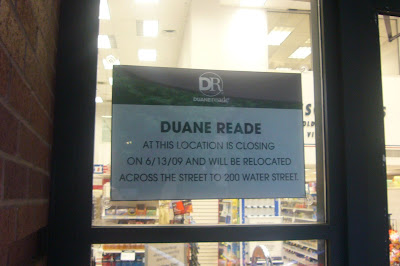 DR
DUANEreade
DUANE READE
AT THIS LOCATION IS CLOSING
ON 6/13/09 AND WILL BE RELOCATED
ACROSS THE STREET TO 200 WATER STREET.